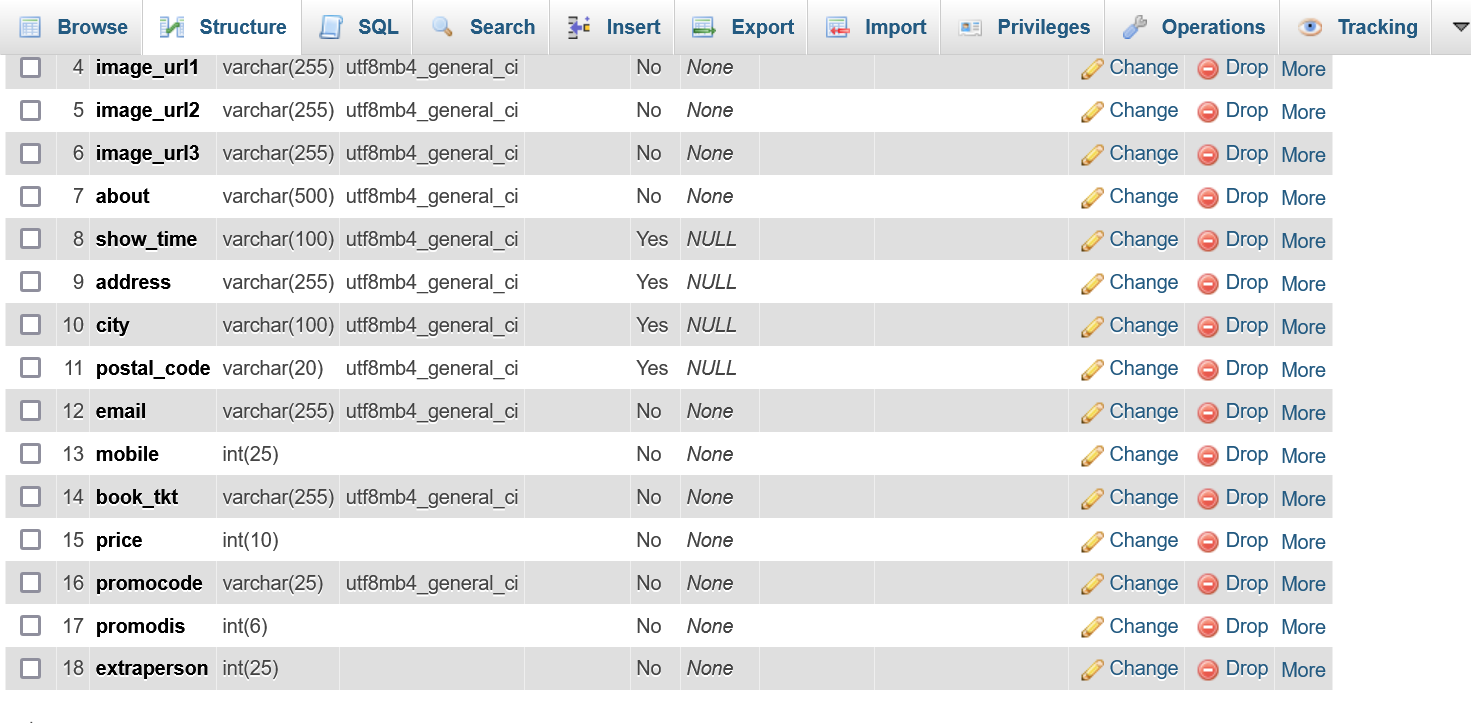 Browse Structure SQL Search Insert Export Import Privileges Operations Tracking
4 image_url1 varchar(255) utf8mb4_general_ci No None Change Drop More
5 image_url2 varchar(255) utf8mb4_general_ci No None Change Drop More
6 image_url3 varchar(255) utf8mb4_general_ci No None Change Drop More
7 about varchar(500) utf8mb4_general_ci No None Change Drop More
8 show_time varchar(100) utf8mb4_general_ci Yes NULL Change Drop More
9 address varchar(255) utf8mb4_general_ci Yes NULL Change Drop More
10 city varchar(100) utf8mb4_general_ci Yes NULL Change Drop More
11 postal_code varchar(20) utf8mb4_general_ci Yes NULL Change Drop More
12 email varchar(255) utf8mb4_general_ci No None Change Drop More
13 mobile int(25) No None Change Drop More
14 book_tkt varchar(255) utf8mb4_general_ci No None Change Drop More
15 price int(10) No None Change Drop More
16 promocode varchar(25) utf8mb4_general_ci No None Change Drop More
17 promodis int(6) No None Change Drop More
18 extraperson int(25) No None Change Drop More